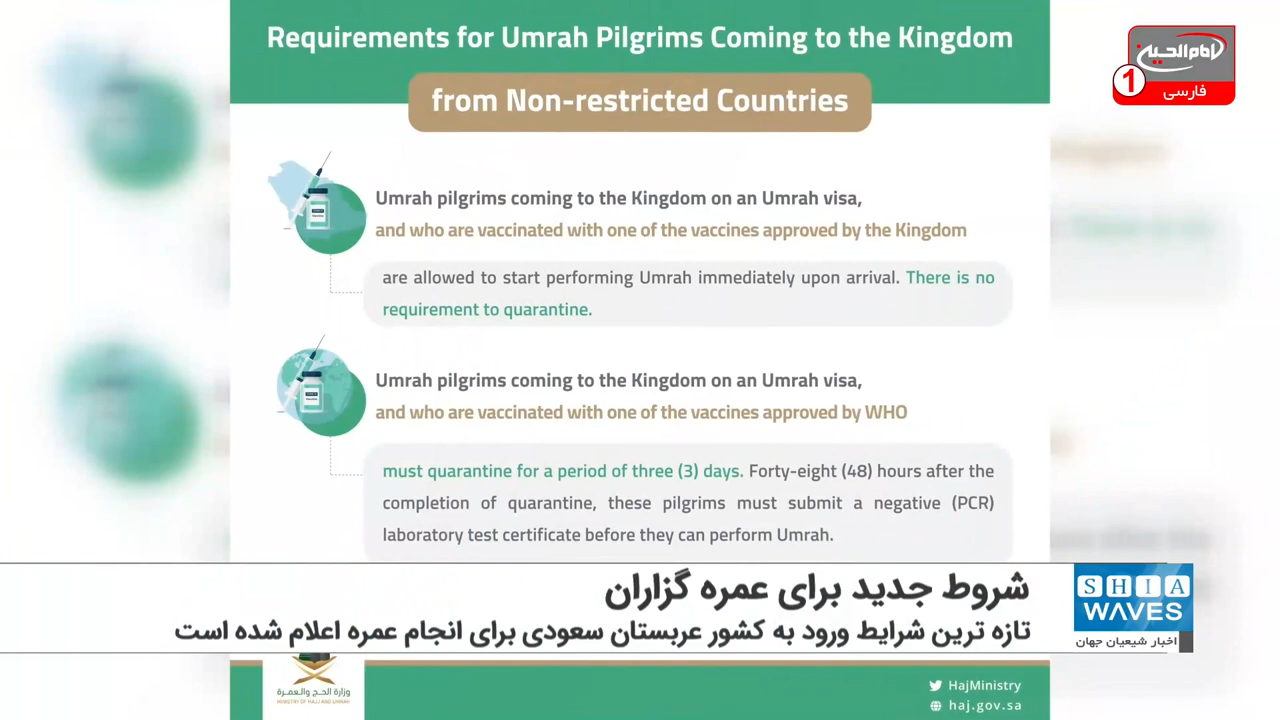 Requirements for Umrah Pilgrims Coming to the Kingdom
from Non-restricted Countries
امام الحسین
1
فارسی
Umrah pilgrims coming to the Kingdom on an Umrah visa,
and who are vaccinated with one of the vaccines approved by the Kingdom
are allowed to start performing Umrah immediately upon arrival. There is no
requirement to quarantine.
Umrah pilgrims coming to the Kingdom on an Umrah visa,
and who are vaccinated with one of the vaccines approved by WHO
must quarantine for a period of three (3) days. Forty-eight (48) hours after the
completion of quarantine, these pilgrims must submit a negative (PCR)
laboratory test certificate before they can perform Umrah.
شروط جدید برای عمره گزاران
تازه ترین شرایط ورود به کشور عربستان سعودی برای انجام عمره اعلام شده است
SHIA
WAVES
اخبار شیعیان جهان
وزارة الحج والعمرة
MINISTRY OF HAJJ AND UMRAH
HajMinistry
haj.gov.sa